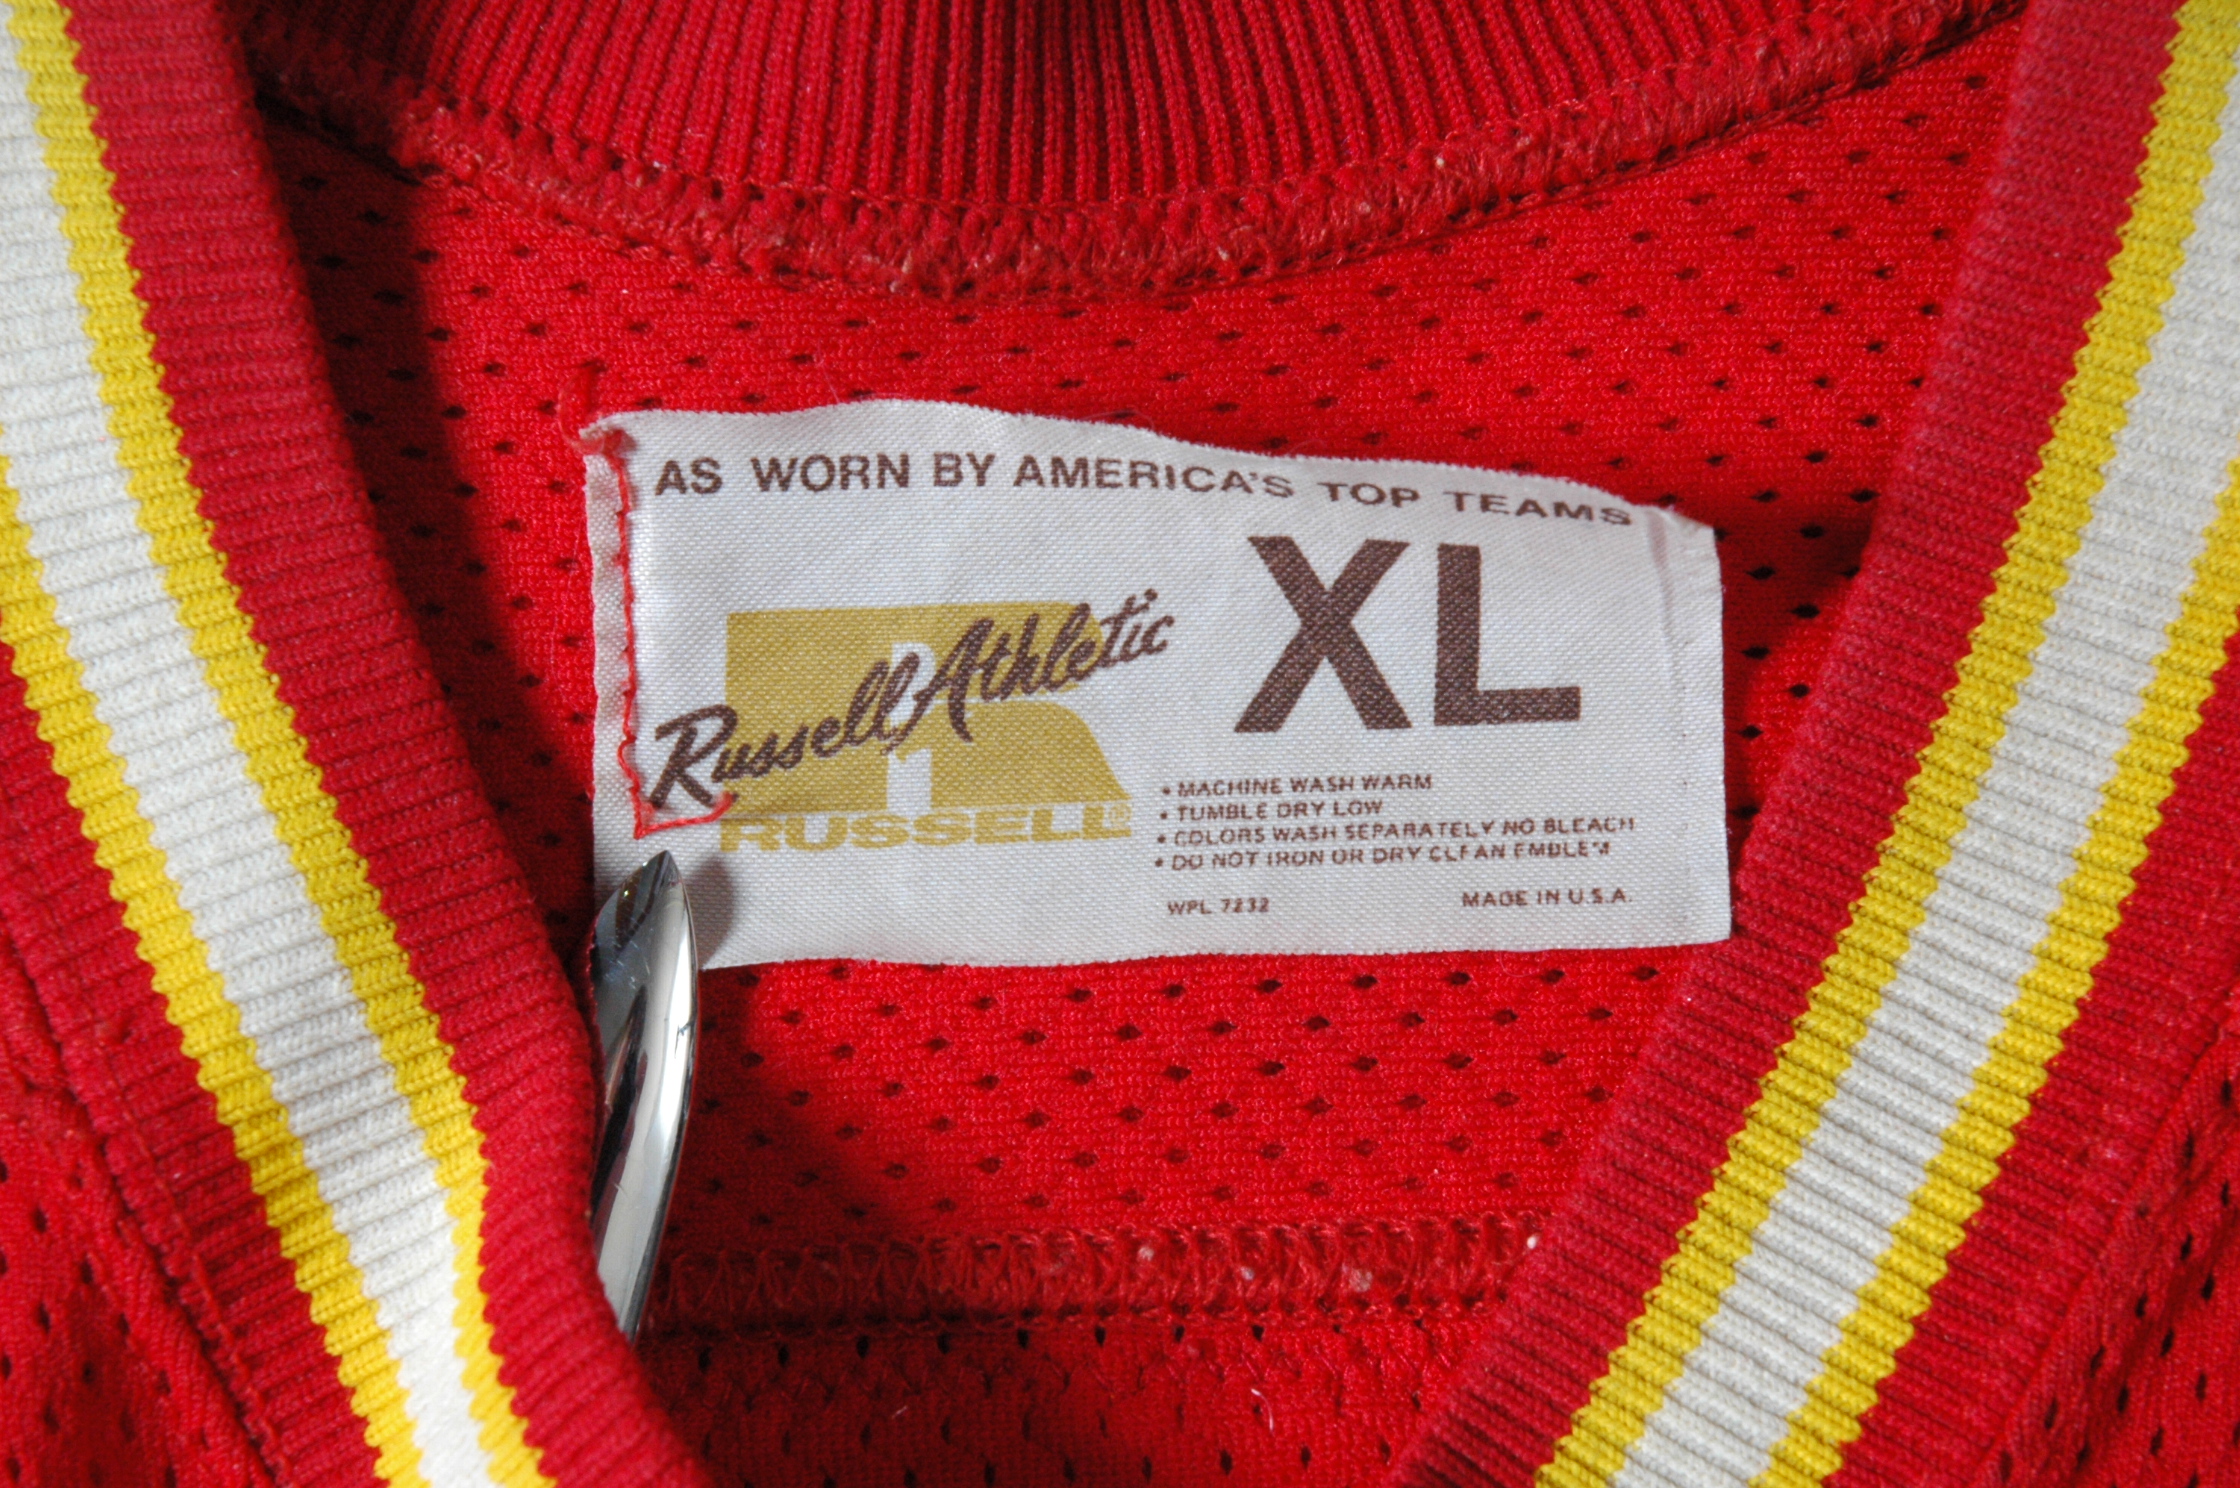 AS WORN BY AMERICA'S TOP TEAMS
XL
Russell Athletic
R
RUSSELL®
• MACHINE WASH WARM
• TUMBLE DRY LOW
• COLORS WASH SEPARATELY NO BLEACH
• DO NOT IRON OR DRY CLEAN EMBLEM
WPL 7232 MADE IN U.S.A.